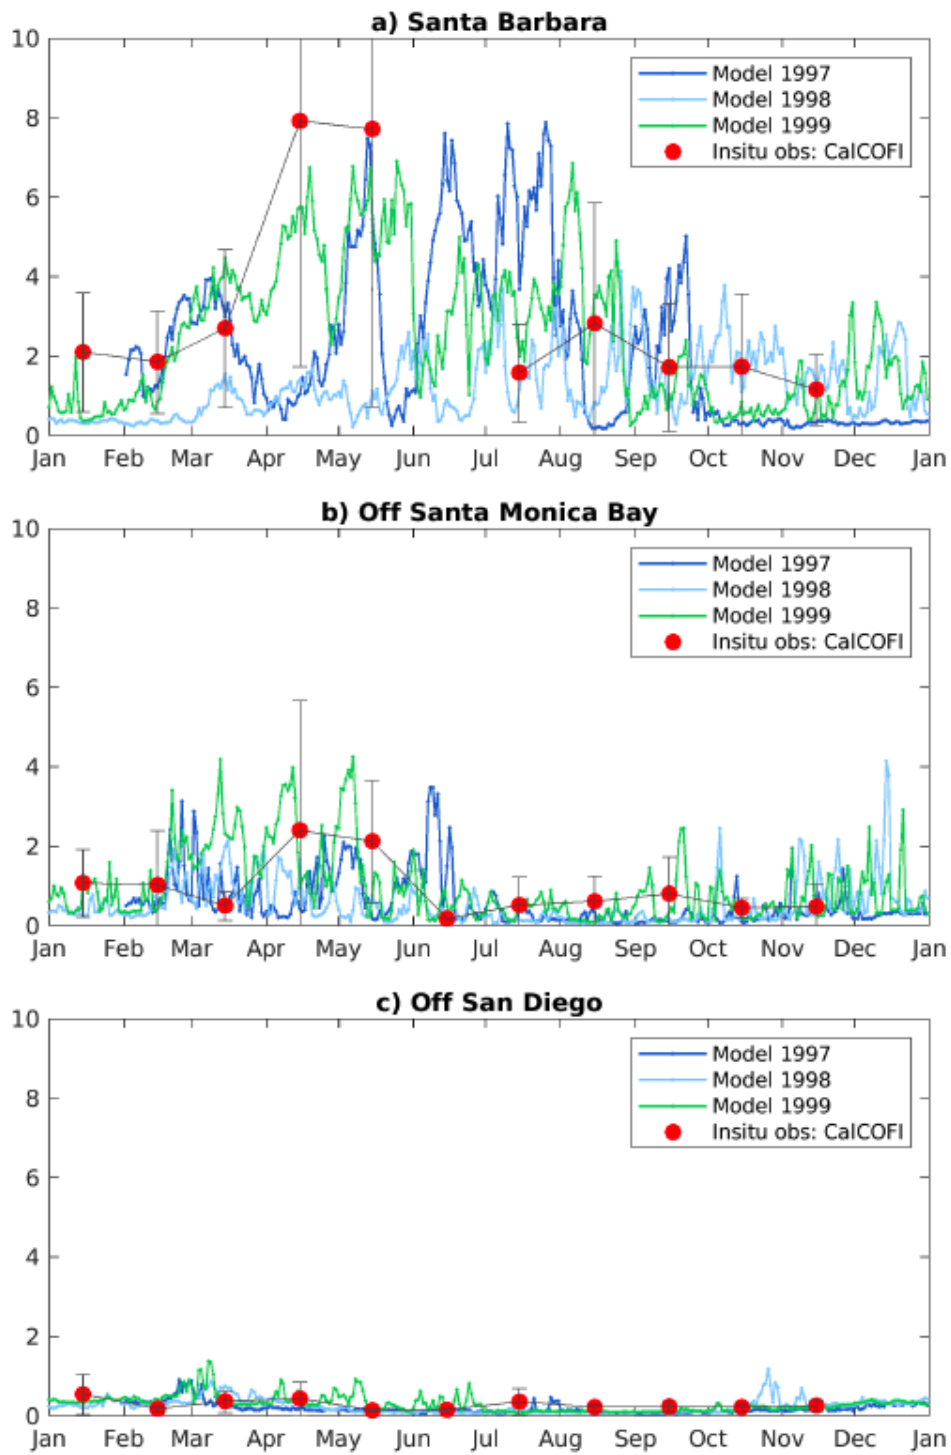 a) Santa Barbara
10
8
6
4
2
0
Model 1997
Model 1998
Model 1999
Insitu obs: CalCOFI
Jan Feb Mar Apr May Jun Jul Aug Sep Oct Nov Dec Jan
b) Off Santa Monica Bay
10
8
6
4
2
0
Model 1997
Model 1998
Model 1999
Insitu obs: CalCOFI
Jan Feb Mar Apr May Jun Jul Aug Sep Oct Nov Dec Jan
c) Off San Diego
10
8
6
4
2
0
Model 1997
Model 1998
Model 1999
Insitu obs: CalCOFI
Jan Feb Mar Apr May Jun Jul Aug Sep Oct Nov Dec Jan